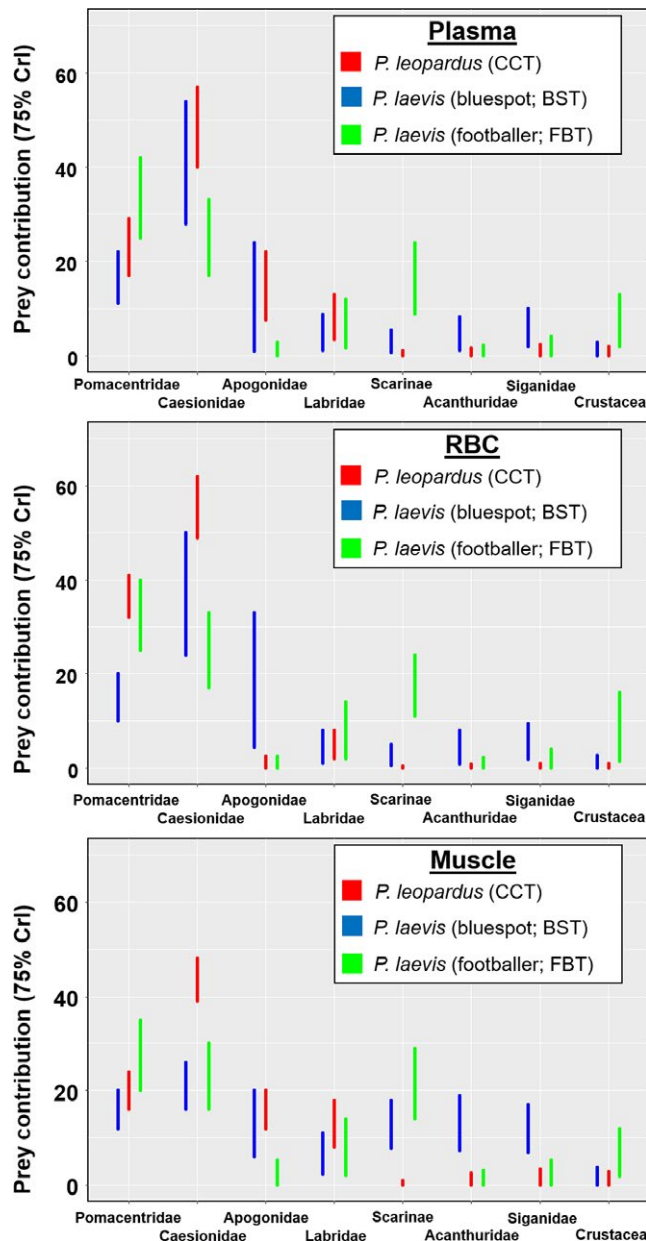 Plasma
P. leopardus (CCT)
P. laevis (bluespot; BST)
P. laevis (footballer; FBT)
Prey contribution (75% CrI)
60
40
20
0
Pomacentridae Apogonidae Scarinae Siganidae
Caesionidae Labridae Acanthuridae Crustacea
RBC
P. leopardus (CCT)
P. laevis (bluespot; BST)
P. laevis (footballer; FBT)
Prey contribution (75% CrI)
60
40
20
0
Pomacentridae Apogonidae Scarinae Siganidae
Caesionidae Labridae Acanthuridae Crustacea
Muscle
P. leopardus (CCT)
P. laevis (bluespot; BST)
P. laevis (footballer; FBT)
Prey contribution (75% CrI)
60
40
20
0
Pomacentridae Apogonidae Scarinae Siganidae
Caesionidae Labridae Acanthuridae Crustacea